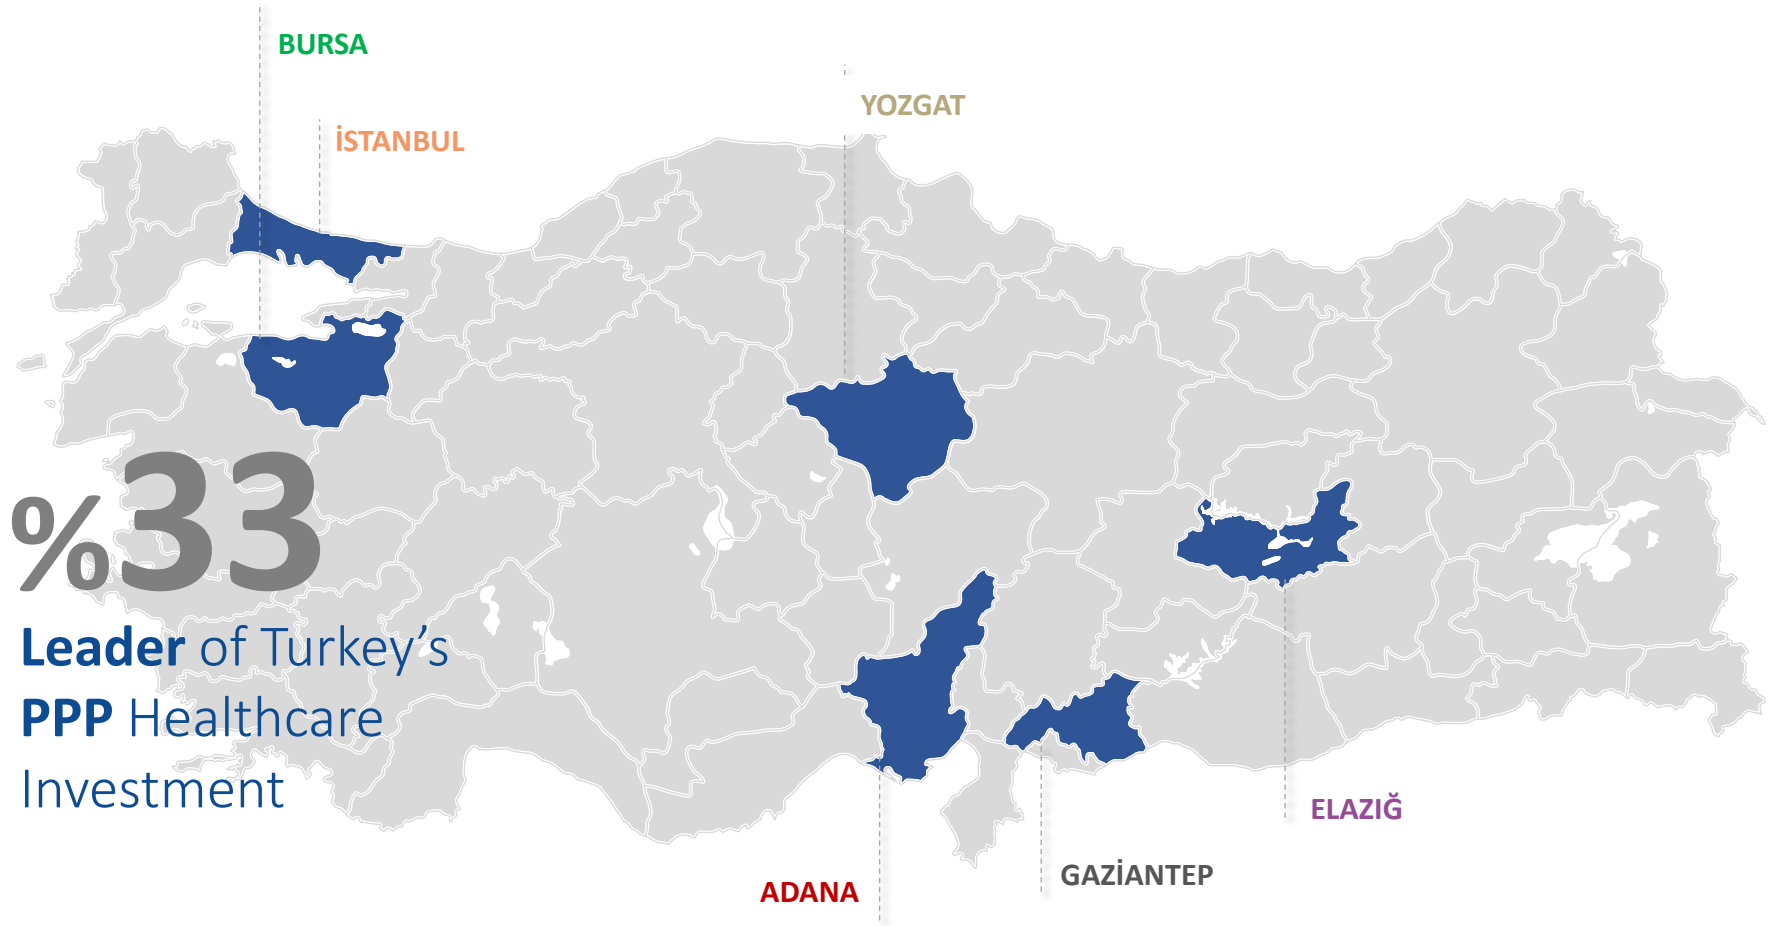 BURSA
YOZGAT
İSTANBUL
%33
Leader of Turkey’s
PPP Healthcare
Investment
ELAZIĞ
GAZİANTEP
ADANA